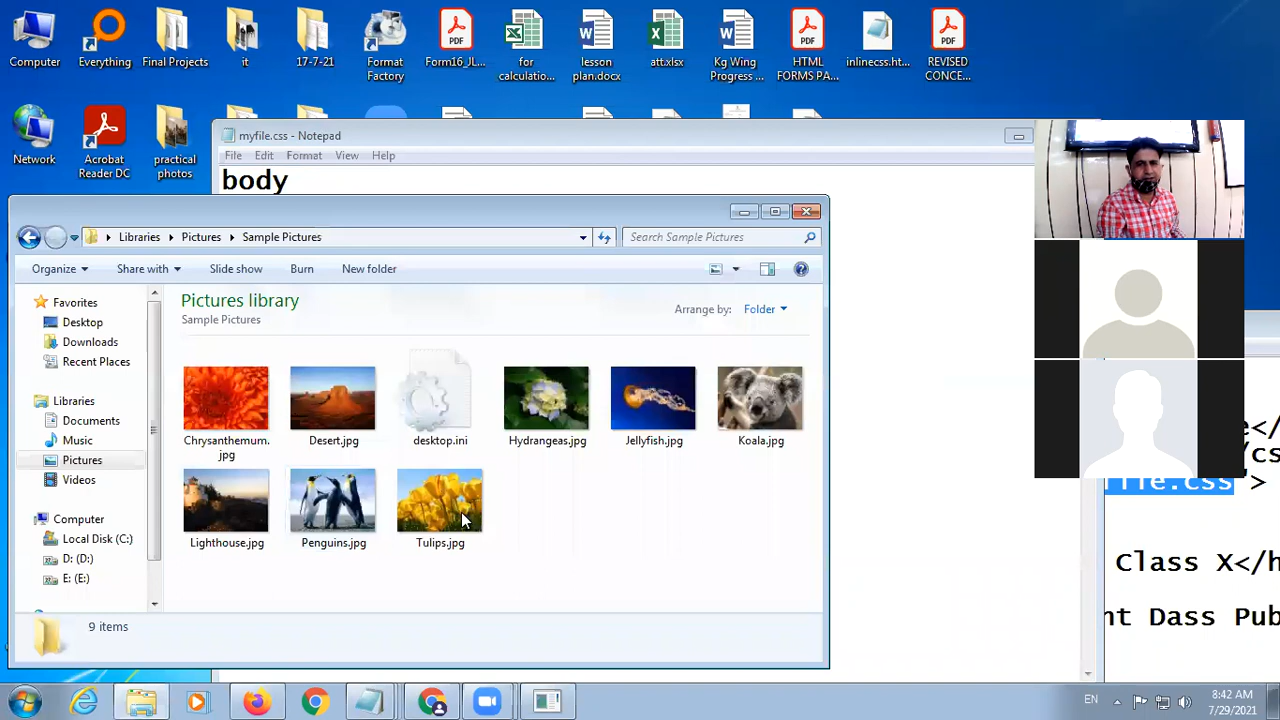 Computer
Everything
Final Projects
it
17-7-21
Format
Factory
Form16_JL...
for
calculatio...
lesson
plan.docx
att.xlsx
Kg Wing
Progress ...
HTML
FORMS PA...
inlinecss.ht...
REVISED
CONCE...
Network
Acrobat
Reader DC
practical
photos
myfile.css - Notepad
File Edit Format View Help
body
Libraries Pictures Sample Pictures
Search Sample Pictures
Organize Share with Slide show Burn New folder
Favorites
Desktop
Downloads
Recent Places
Libraries
Documents
Music
Pictures
Videos
Computer
Local Disk (C:)
D: (D:)
E: (E:)
Pictures library
Sample Pictures
Arrange by: Folder
Chrysanthemum.
jpg
Desert.jpg
desktop.ini
Hydrangeas.jpg
Jellyfish.jpg
Koala.jpg
Lighthouse.jpg
Penguins.jpg
Tulips.jpg
9 items
e</
/cs
file.css'>
Class X</h
nt Dass Pub
EN
8:42 AM
7/29/2021